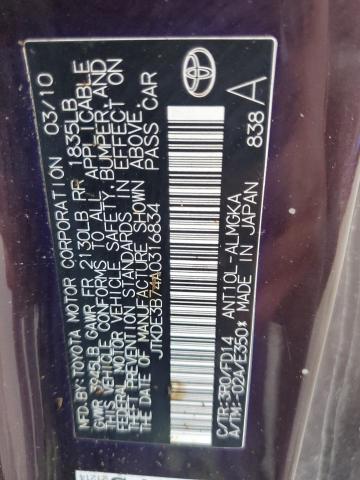 MFD.BY:TOYOTA MOTOR CORPORATION 03/10
GVWR 3945LB GAWR FR 2130LB RR 1835LB
THIS VEHICLE CONFORMS TO ALL APPLICABLE
FEDERAL MOTOR VEHICLE SAFETY, BUMPER, AND
THEFT PREVENTION STANDARDS IN EFFECT ON
THE DATE OF MANUFACTURE SHOWN ABOVE.
JTKDE3B74A0316834 PASS CAR
C/TR:3R0/FD14 ANT10L-ALMGKA
A/TM:-02A/E350* MADE IN JAPAN
838 A
21214